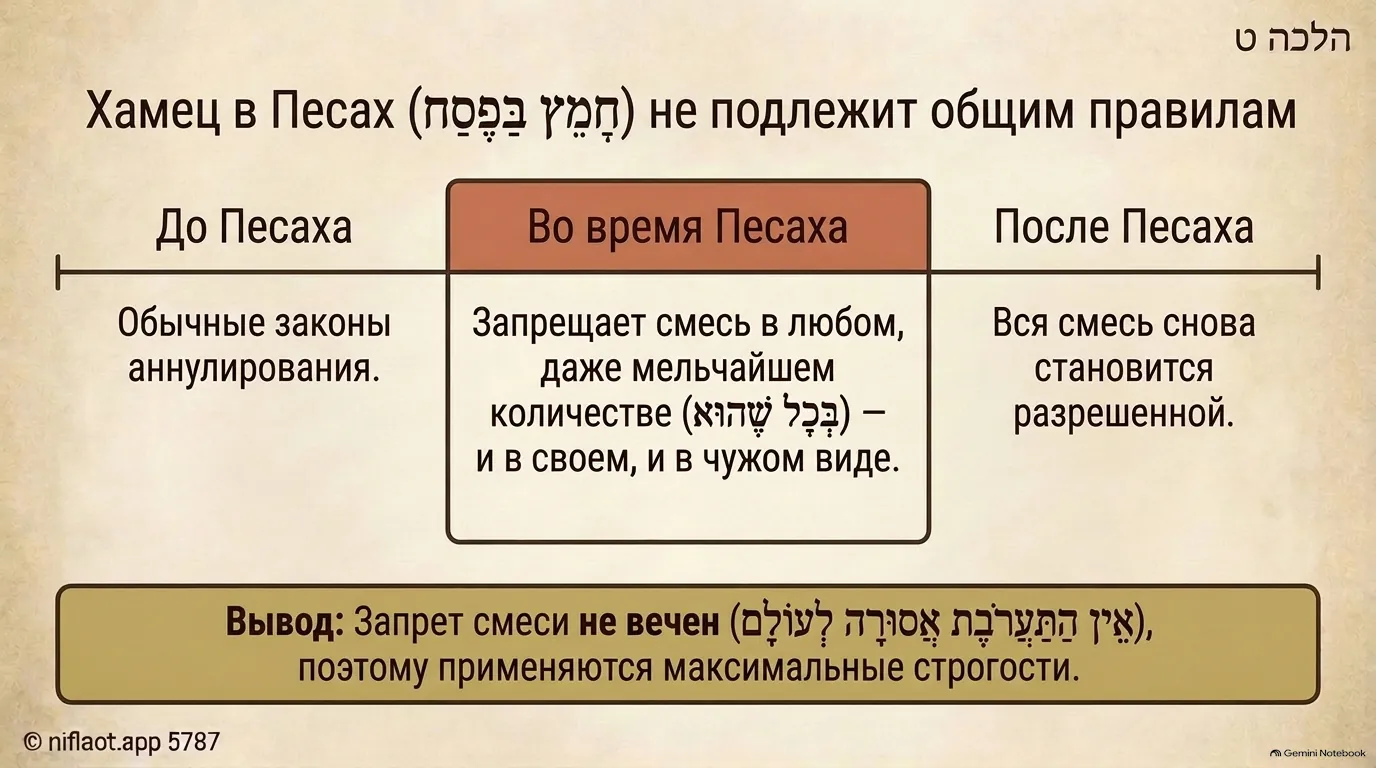 הלכה ט
Хамец в Песах (חָמֵץ בַּפֶּסַח) не подлежит общим правилам
До Песаха
Во время Песаха
После Песаха
Обычные законы
аннулирования.
Запрещает смесь в любом,
даже мельчайшем
количестве (בְּכָל שֶׁהוּא) –
и в своем, и в чужом виде.
Вся смесь снова
становится
разрешенной.
Вывод: Запрет смеси не вечен (אֵין הַתַּעֲרֹבֶת אֲסוּרָה לְעוֹלָם),
поэтому применяются максимальные строгости.
© niflaot.app 5787
Gemini Notebook